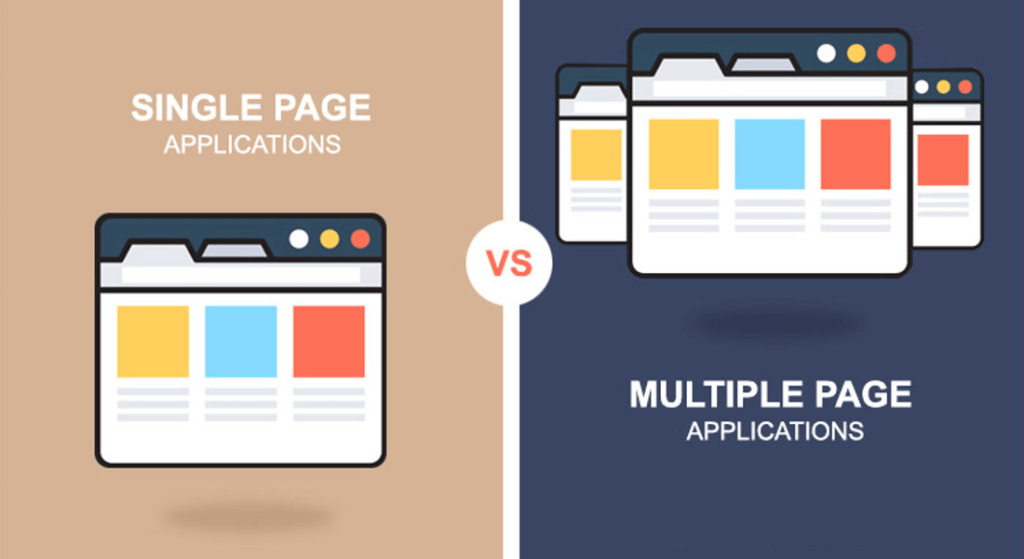 SINGLE PAGE
APPLICATIONS
VS
MULTIPLE PAGE
APPLICATIONS